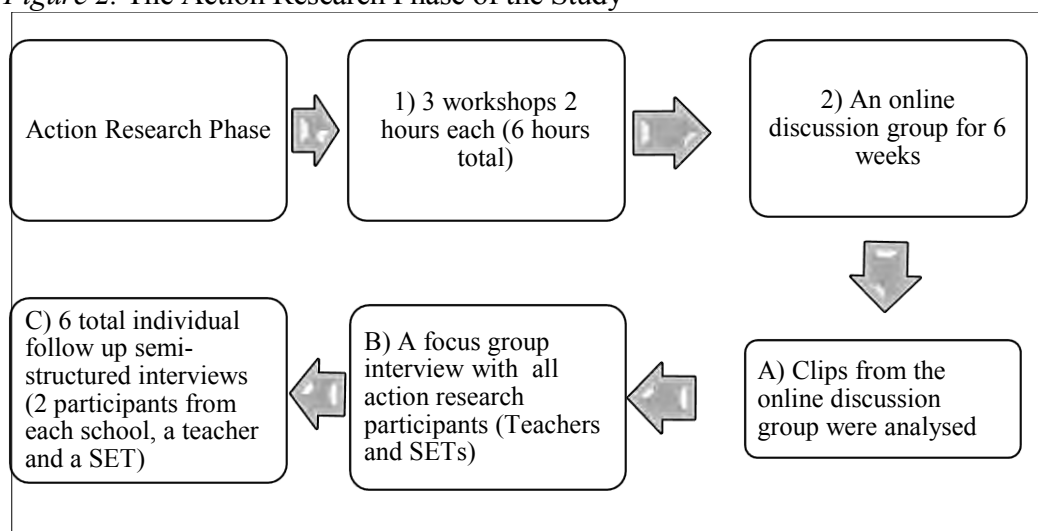 Figure 2. The Action Research Phase of the Study
Action Research Phase
1) 3 workshops 2
hours each (6 hours
total)
2) An online
discussion group for 6
weeks
A) Clips from the
online discussion
group were analysed
B) A focus group
interview with all
action research
participants (Teachers
and SETs)
C) 6 total individual
follow up semi-
structured interviews
(2 participants from
each school, a teacher
and a SET)